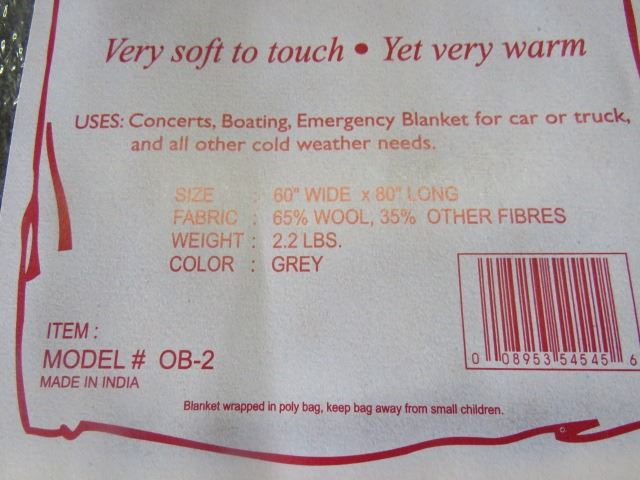 Very soft to touch • Yet very warm
USES: Concerts, Boating, Emergency Blanket for car or truck,
and all other cold weather needs.
SIZE : 60" WIDE x 80" LONG
FABRIC : 65% WOOL, 35% OTHER FIBRES
WEIGHT : 2.2 LBS.
COLOR : GREY
ITEM :
MODEL # OB-2
MADE IN INDIA
0 08953 54545 6
Blanket wrapped in poly bag, keep bag away from small children.